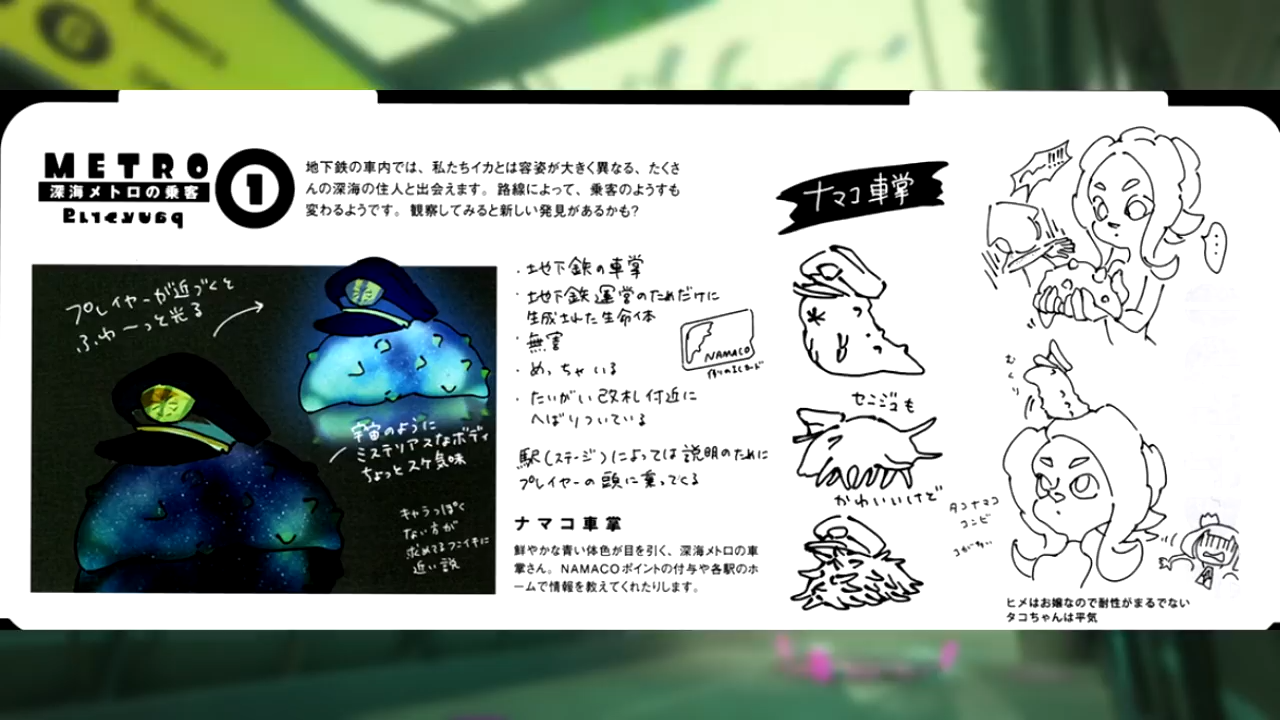 METRO
深海メトロの乗客
1
地下鉄の車内では、私たちイカとは容姿が大きく異なる、たくさ
んの深海の住人と出会えます。路線によって、乗客のようすも
変わるようです。観察してみると新しい発見があるかも?
プレイヤーが近づくと
ふわ〜っと光る
宇宙のように
ミステリアスなボディ
ちょっとスケ気味
キャラっぽく
ない方が
求めてるフンイキに
近い説
・地下鉄の車掌
・地下鉄運営のためだけに
生成された生命体
・無害
・めっちゃいる
・たいがい改札付近に
へばりついている
駅(ステージ)によっては説明のために
プレイヤーの頭に乗ってくる
NAMACO
ナマコ車掌
鮮やかな青い体色が目を引く、深海メトロの車
掌さん。NAMACOポイントの付与や各駅のホ
ームで情報を教えてくれたりします。
ナマコ車掌
センジュも
かわいいけど
!!!!
…
むくり
タコナマコ
コンビ
ヒメはお嬢なので耐性がまるでない
タコちゃんは平気